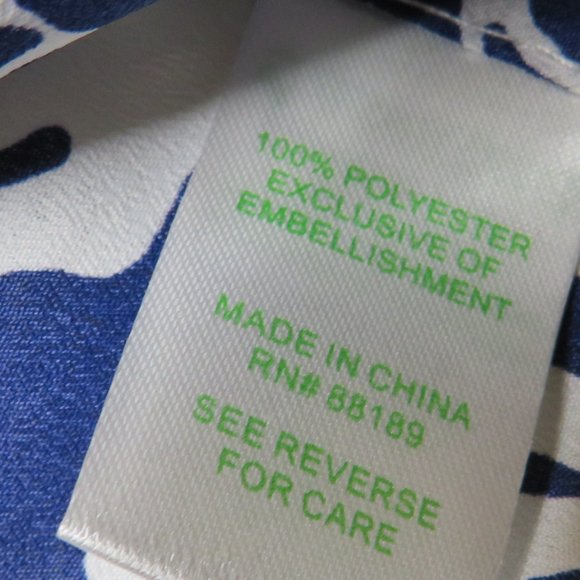 100% POLYESTER
EXCLUSIVE OF
EMBELLISHMENT
MADE IN CHINA
RN# 88189
SEE REVERSE
FOR CARE